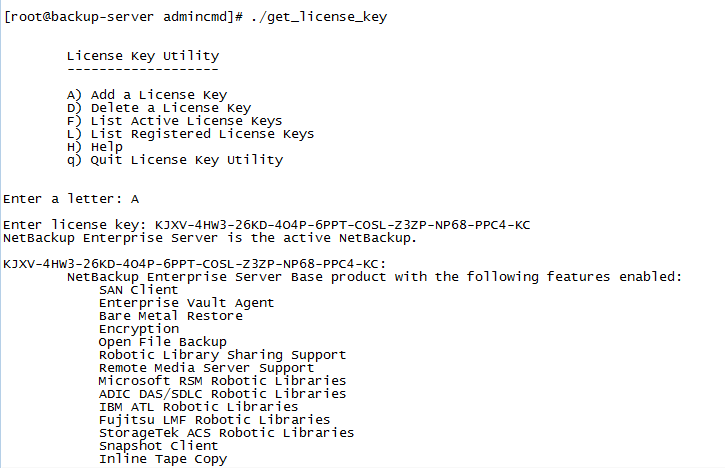 [root@backup-server admincmd]# ./get_license_key
License Key Utility
-------------------
A) Add a License Key
D) Delete a License Key
F) List Active License Keys
L) List Registered License Keys
H) Help
q) Quit License Key Utility
Enter a letter: A
Enter license key: KJXV-4HW3-26KD-4O4P-6PPT-COSL-Z3ZP-NP68-PPC4-KC
NetBackup Enterprise Server is the active NetBackup.
KJXV-4HW3-26KD-4O4P-6PPT-COSL-Z3ZP-NP68-PPC4-KC:
NetBackup Enterprise Server Base product with the following features enabled:
SAN Client
Enterprise Vault Agent
Bare Metal Restore
Encryption
Open File Backup
Robotic Library Sharing Support
Remote Media Server Support
Microsoft RSM Robotic Libraries
ADIC DAS/SDLC Robotic Libraries
IBM ATL Robotic Libraries
Fujitsu LMF Robotic Libraries
StorageTek ACS Robotic Libraries
Snapshot Client
Inline Tape Copy